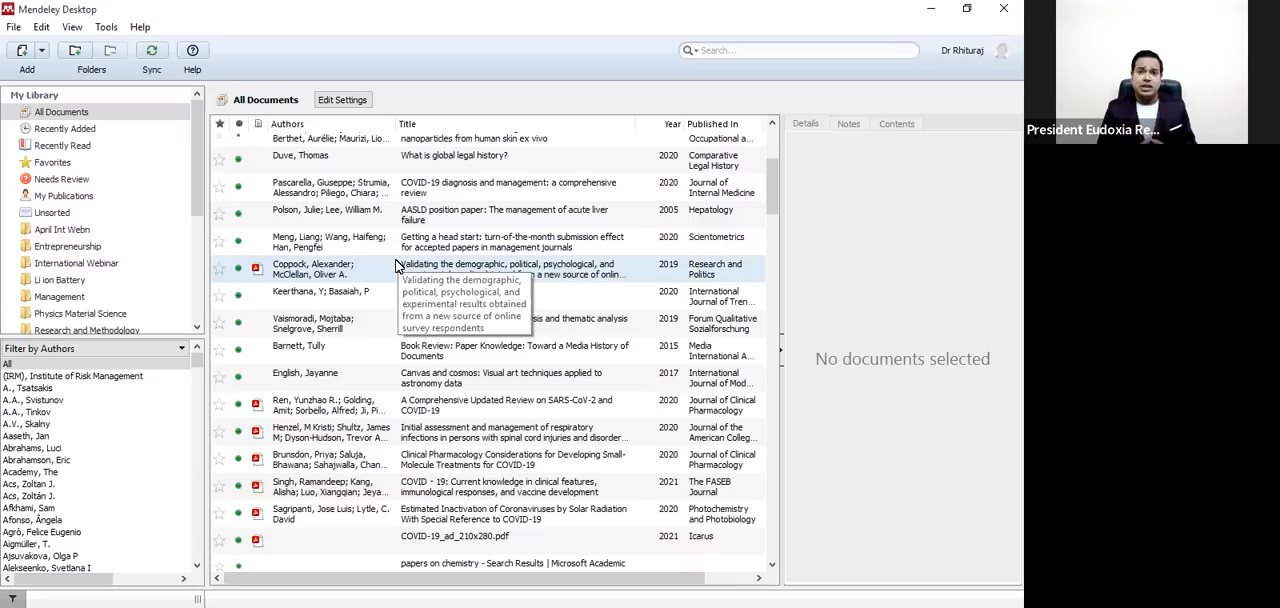 Mendeley Desktop
File Edit View Tools Help
Search...
Dr Rhituraj
Add Folders Sync Help
President Eudoxia Re...
My Library
All Documents
Recently Added
Recently Read
Favorites
Needs Review
My Publications
Unsorted
April Int Webn
Entrepreneurship
International Webinar
Li ion Battery
Management
Physics Material Science
Research and Methodology
Filter by Authors
All
(IRM), Institute of Risk Management
A., Tsatsakis
A.A., Svistunov
A.A., Tinkov
A.V., Skalny
Aaseth, Jan
Abrahams, Luci
Abrahamson, Eric
Academy, The
Acs, Zoltan J.
Acs, Zoltán J.
Afkhami, Sam
Afonso, Ângela
Agrò, Felice Eugenio
Aigmüller, T.
Ajsuvakova, Olga P
Alekseenko, Svetlana I
All Documents Edit Settings
Authors Title Year Published In
Berthet, Aurélie; Maurizi, Lio... nanoparticles from human skin ex vivo Occupational a...
Duve, Thomas What is global legal history? 2020 Comparative
Legal History
Pascarella, Giuseppe; Strumia, COVID-19 diagnosis and management: a comprehensive 2020 Journal of
Alessandro; Piliego, Chiara; ... review Internal Medicine
Polson, Julie; Lee, William M. AASLD position paper: The management of acute liver 2005 Hepatology
failure
Meng, Liang; Wang, Haifeng; Getting a head start: turn-of-the-month submission effect 2020 Scientometrics
Han, Pengfei for accepted papers in management journals
Coppock, Alexander; Validating the demographic, political, psychological, and 2019 Research and
McClellan, Oliver A. d from a new source of onlin... Politics
Validating the demographic,
political, psychological, and
experimental results obtained
from a new source of online
survey respondents
Keerthana, Y; Basaiah, P 2020 International
Journal of Tren...
Vaismoradi, Mojtaba; sis and thematic analysis 2019 Forum Qualitative
Snelgrove, Sherrill Sozialforschung
Barnett, Tully Book Review: Paper Knowledge: Toward a Media History of 2015 Media
Documents International A...
English, Jayanne Canvas and cosmos: Visual art techniques applied to 2017 International
astronomy data Journal of Mod...
Ren, Yunzhao R.; Golding, A Comprehensive Updated Review on SARS-CoV-2 and 2020 Journal of Clinical
Amit; Sorbello, Alfred; Ji, Pi... COVID-19 Pharmacology
Henzel, M Kristi; Shultz, James Initial assessment and management of respiratory 2020 Journal of the
M; Dyson-Hudson, Trevor A... infections in persons with spinal cord injuries and disorder... American Colleg...
Brunsdon, Priya; Saluja, Clinical Pharmacology Considerations for Developing Small- 2020 Journal of Clinical
Bhawana; Sahajwalla, Chan... Molecule Treatments for COVID-19 Pharmacology
Singh, Ramandeep; Kang, COVID - 19: Current knowledge in clinical features, 2021 The FASEB
Alisha; Luo, Xiangqian; Jeya... immunological responses, and vaccine development Journal
Sagripanti, Jose Luis; Lytle, C. Estimated Inactivation of Coronaviruses by Solar Radiation 2020 Photochemistry
David With Special Reference to COVID-19 and Photobiology
COVID-19_ad_210x280.pdf 2021 Icarus
papers on chemistry - Search Results | Microsoft Academic
Details Notes Contents
No documents selected